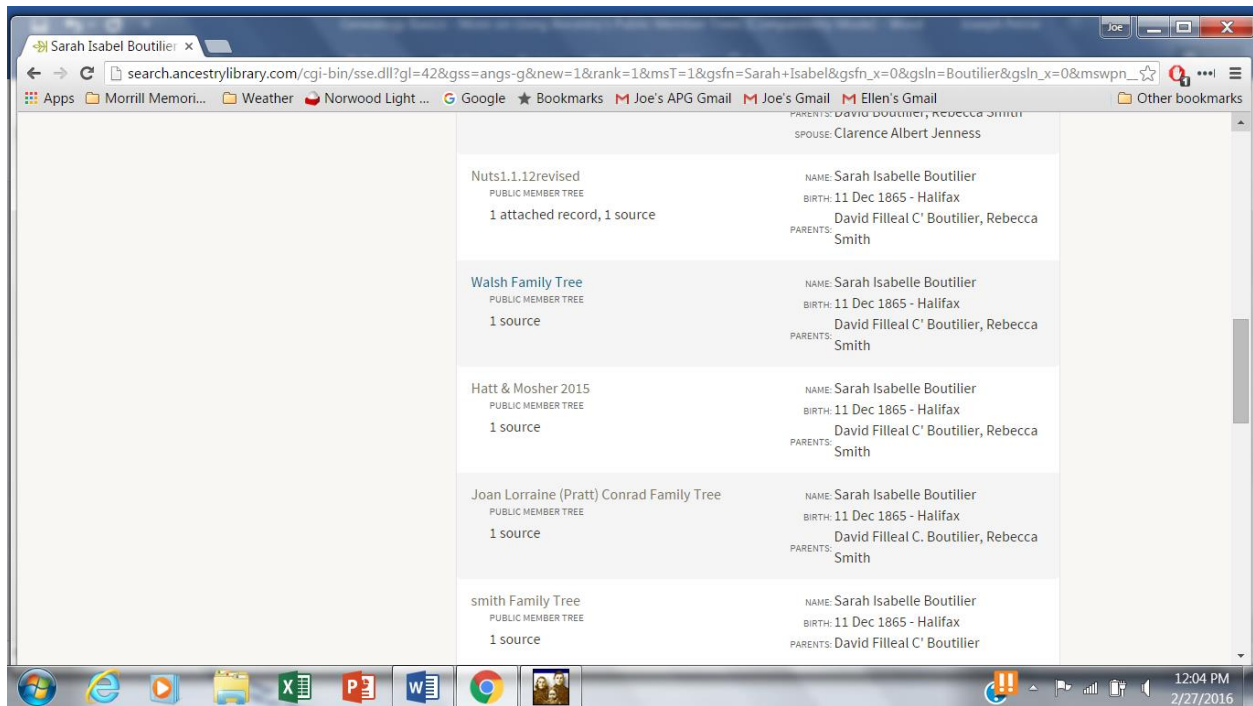 Joe
Sarah Isabel Boutilier
search.ancestrylibrary.com/cgi-bin/sse.dll?gl=42&gss=angs-g&new=1&rank=1&msT=1&gsfn=Sarah+Isabel&gsfn_x=0&gsln=Boutilier&gsln_x=0&mswpn_
Apps Morrill Memori... Weather Norwood Light ... Google Bookmarks Joe's APG Gmail Joe's Gmail Ellen's Gmail Other bookmarks
PARENTS: David Boutilier, Rebecca Smith
SPOUSE: Clarence Albert Jenness
Nuts1.1.12revised
PUBLIC MEMBER TREE
1 attached record, 1 source
NAME: Sarah Isabelle Boutilier
BIRTH: 11 Dec 1865 - Halifax
PARENTS: David Filleal C' Boutilier, Rebecca
Smith
Walsh Family Tree
PUBLIC MEMBER TREE
1 source
NAME: Sarah Isabelle Boutilier
BIRTH: 11 Dec 1865 - Halifax
PARENTS: David Filleal C' Boutilier, Rebecca
Smith
Hatt & Mosher 2015
PUBLIC MEMBER TREE
1 source
NAME: Sarah Isabelle Boutilier
BIRTH: 11 Dec 1865 - Halifax
PARENTS: David Filleal C' Boutilier, Rebecca
Smith
Joan Lorraine (Pratt) Conrad Family Tree
PUBLIC MEMBER TREE
1 source
NAME: Sarah Isabelle Boutilier
BIRTH: 11 Dec 1865 - Halifax
PARENTS: David Filleal C. Boutilier, Rebecca
Smith
smith Family Tree
PUBLIC MEMBER TREE
1 source
NAME: Sarah Isabelle Boutilier
BIRTH: 11 Dec 1865 - Halifax
PARENTS: David Filleal C' Boutilier
12:04 PM
2/27/2016